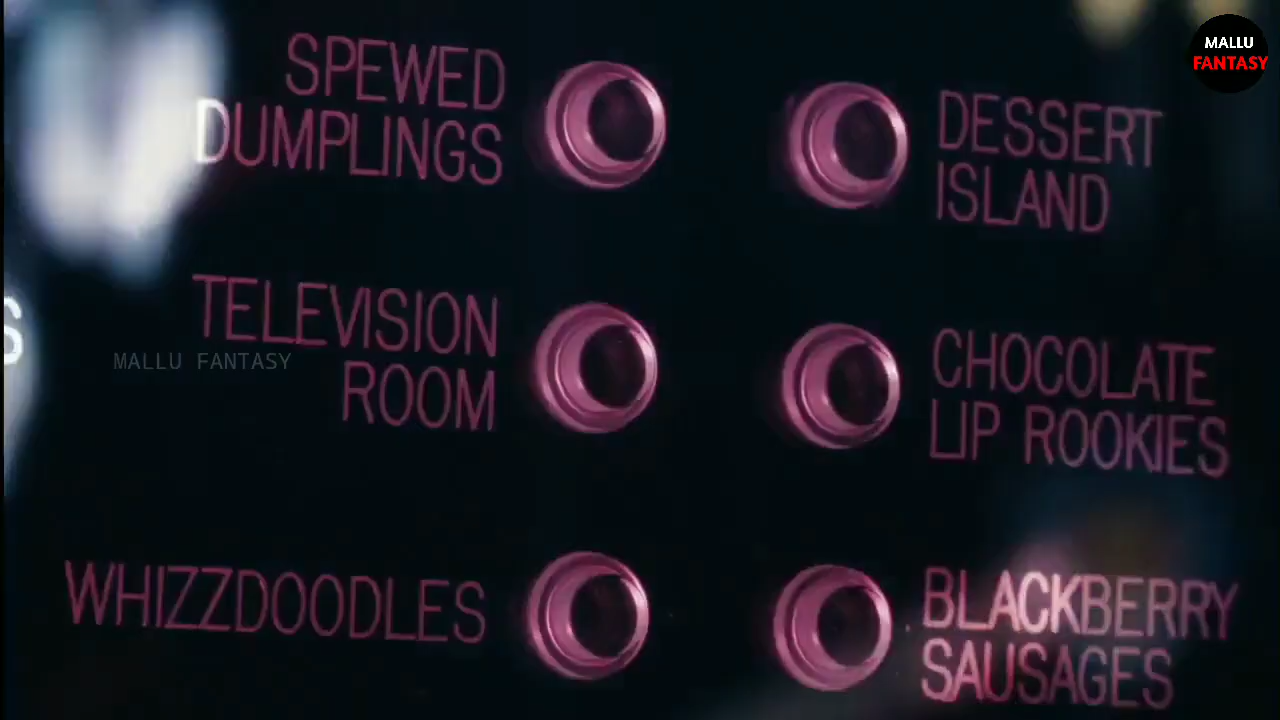 SPEWED
DUMPLINGS
DESSERT
ISLAND
TELEVISION
ROOM
CHOCOLATE
LIP ROOKIES
WHIZZDOODLES
BLACKBERRY
SAUSAGES
S
MALLU FANTASY
MALLU
FANTASY